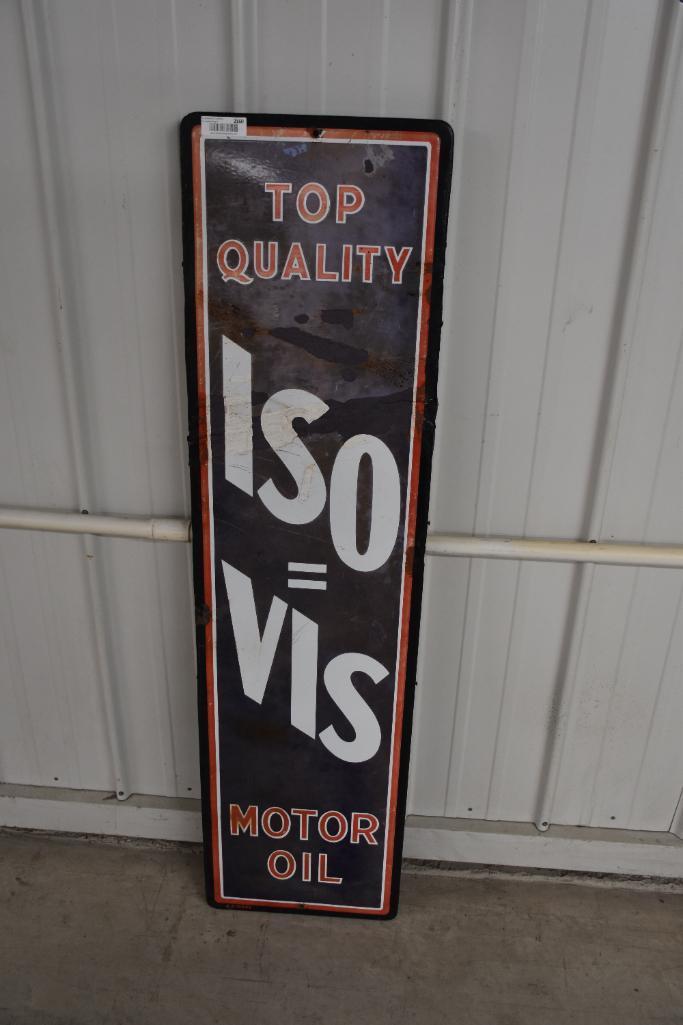 TOP
QUALITY
ISO
=
VIS
MOTOR
OIL